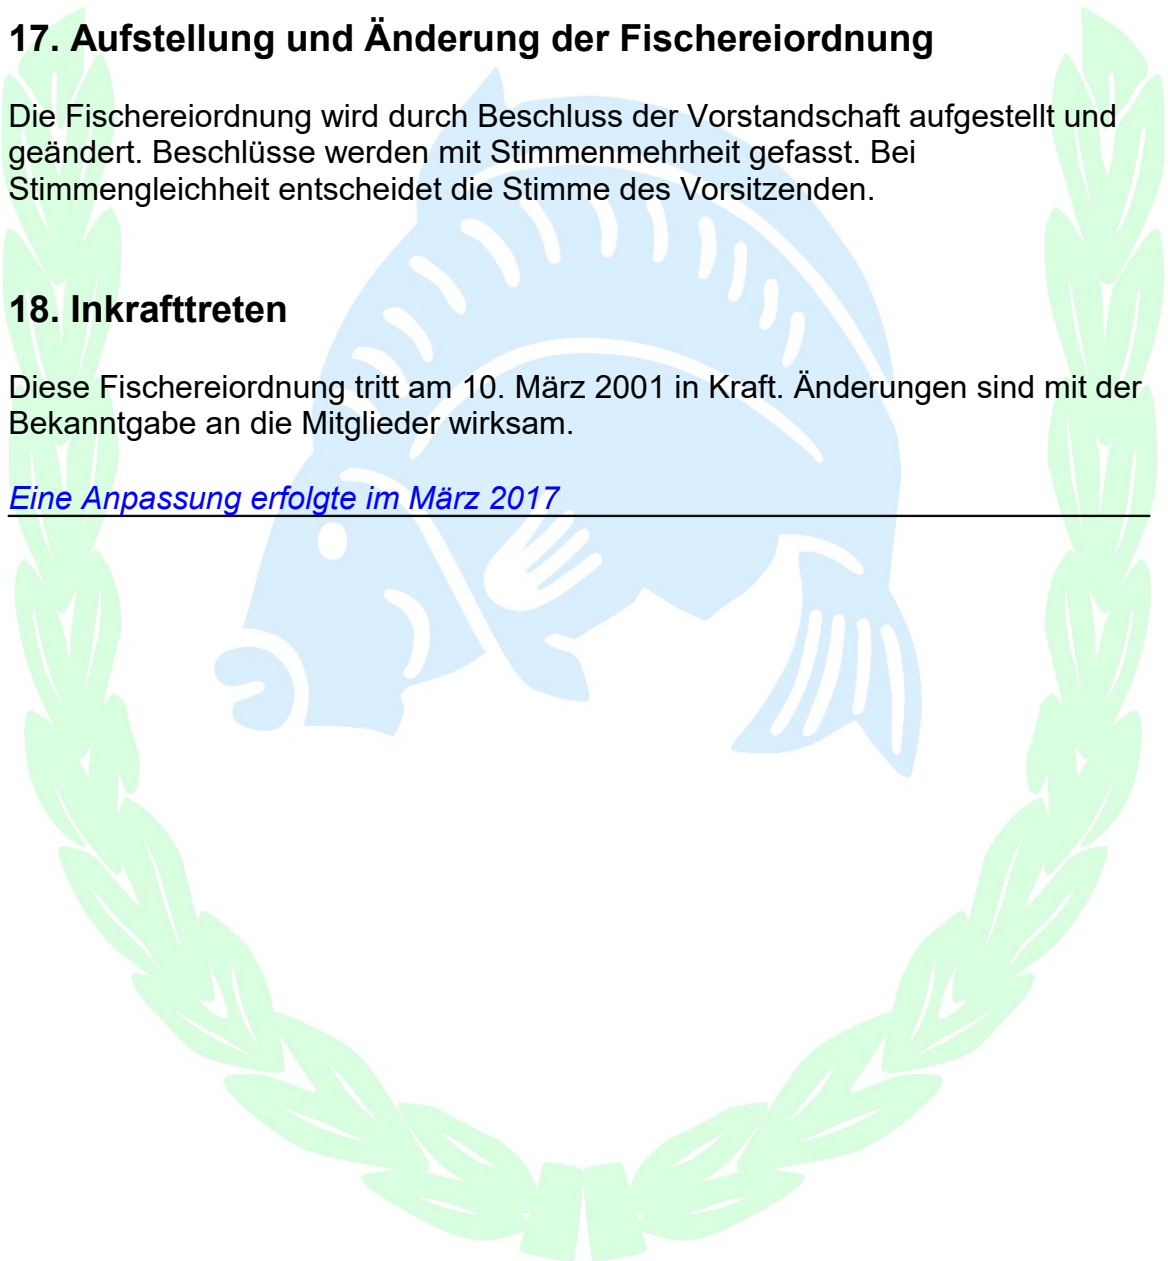 17. Aufstellung und Änderung der Fischereiordnung
Die Fischereiordnung wird durch Beschluss der Vorstandschaft aufgestellt und
geändert. Beschlüsse werden mit Stimmenmehrheit gefasst. Bei
Stimmengleichheit entscheidet die Stimme des Vorsitzenden.
18. Inkrafttreten
Diese Fischereiordnung tritt am 10. März 2001 in Kraft. Änderungen sind mit der
Bekanntgabe an die Mitglieder wirksam.
Eine Anpassung erfolgte im März 2017